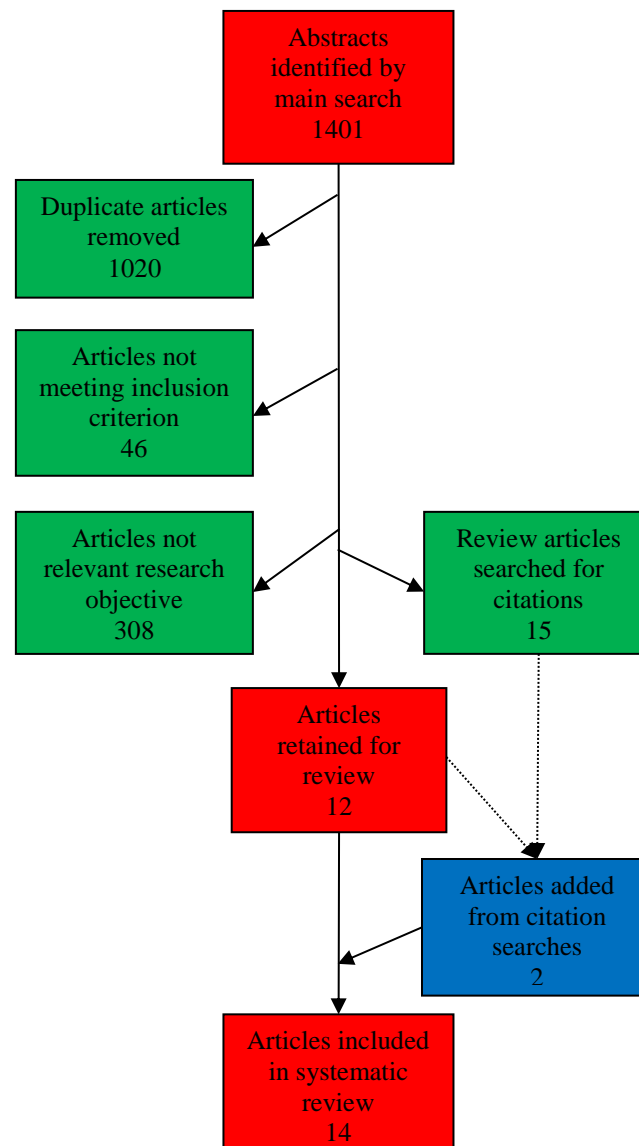 Abstracts
identified by
main search
1401
Duplicate articles
removed
1020
Articles not
meeting inclusion
criterion
46
Articles not
relevant research
objective
308
Review articles
searched for
citations
15
Articles
retained for
review
12
Articles added
from citation
searches
2
Articles included
in systematic
review
14